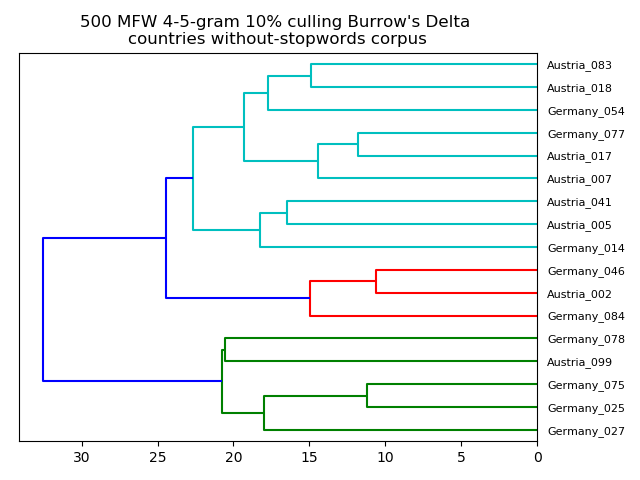 500 MFW 4-5-gram 10% culling Burrow's Delta
countries without-stopwords corpus
Austria_083
Austria_018
Germany_054
Germany_077
Austria_017
Austria_007
Austria_041
Austria_005
Germany_014
Germany_046
Austria_002
Germany_084
Germany_078
Austria_099
Germany_075
Germany_025
Germany_027
30 25 20 15 10 5 0